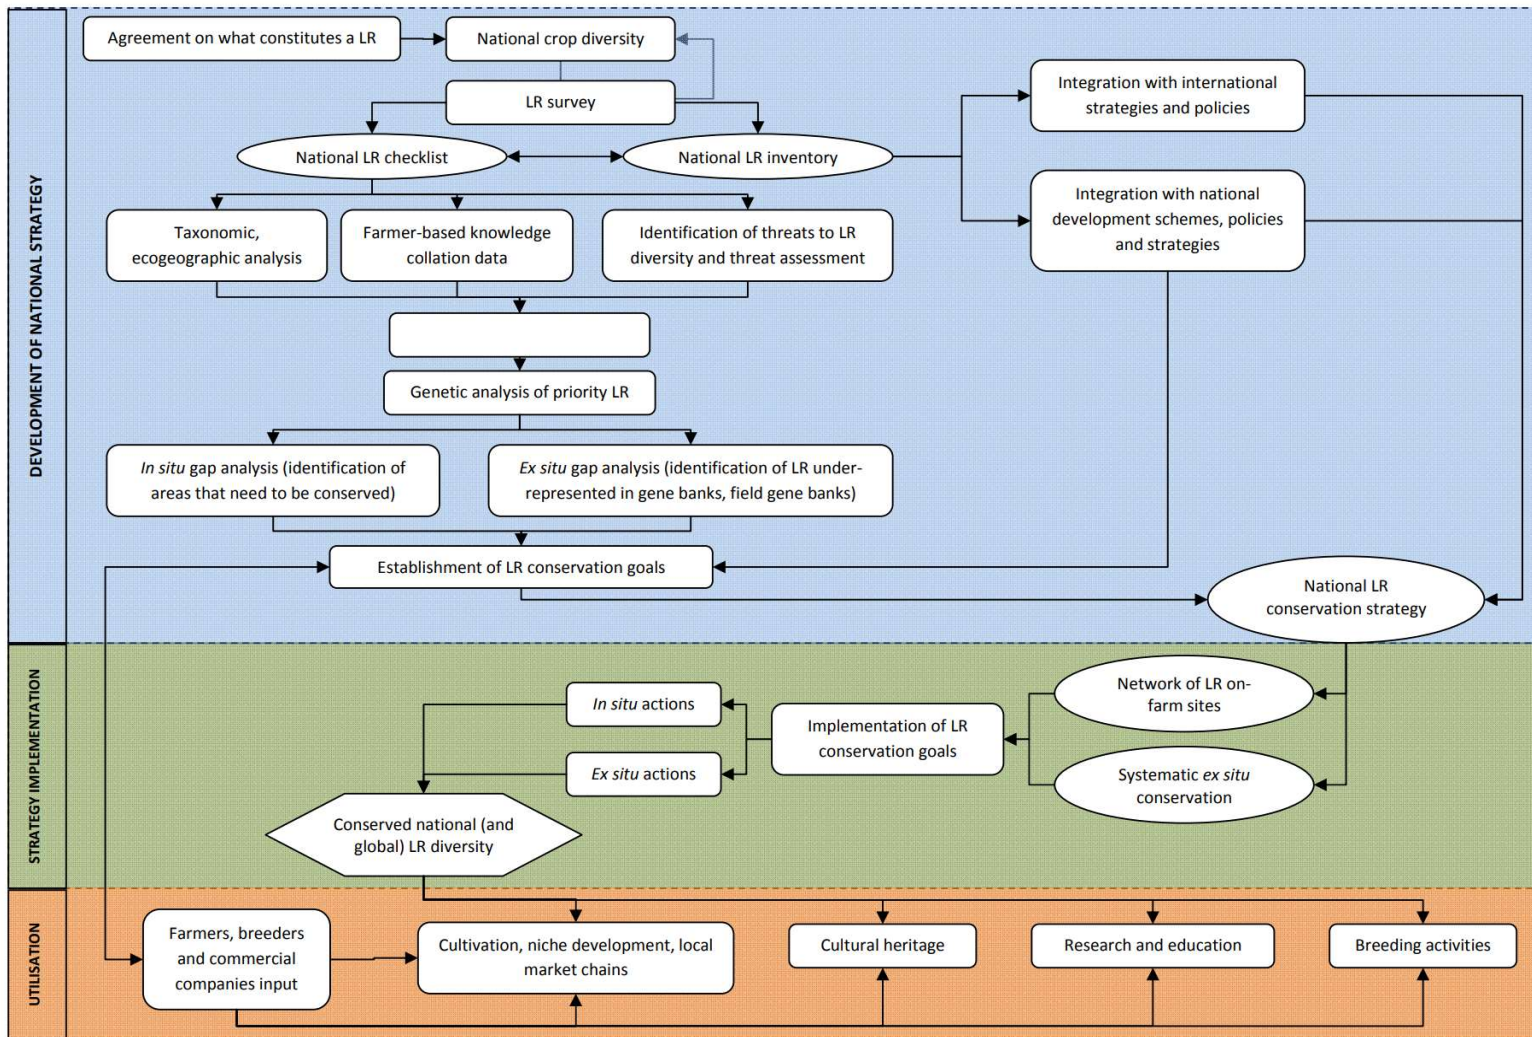 DEVELOPMENT OF NATIONAL STRATEGY
Agreement on what constitutes a LR
National crop diversity
LR survey
National LR checklist
National LR inventory
Integration with international
strategies and policies
Integration with national
development schemes, policies
and strategies
Taxonomic,
ecogeographic analysis
Farmer-based knowledge
collation data
Identification of threats to LR
diversity and threat assessment
Genetic analysis of priority LR
In situ gap analysis (identification of
areas that need to be conserved)
Ex situ gap analysis (identification of LR under-
represented in gene banks, field gene banks)
Establishment of LR conservation goals
National LR
conservation strategy
STRATEGY IMPLEMENTATION
Network of LR on-
farm sites
Systematic ex situ
conservation
Implementation of LR
conservation goals
In situ actions
Ex situ actions
Conserved national (and
global) LR diversity
UTILISATION
Farmers, breeders
and commercial
companies input
Cultivation, niche development, local
market chains
Cultural heritage
Research and education
Breeding activities